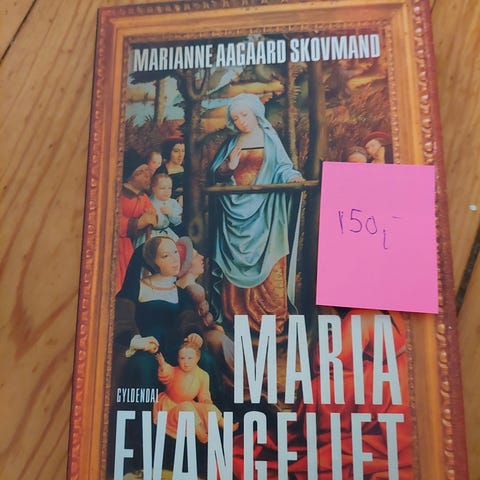 MARIANNE AAGAARD SKOVMAND
150,-
MARIA
GYLDENDAL
EVANGELIET